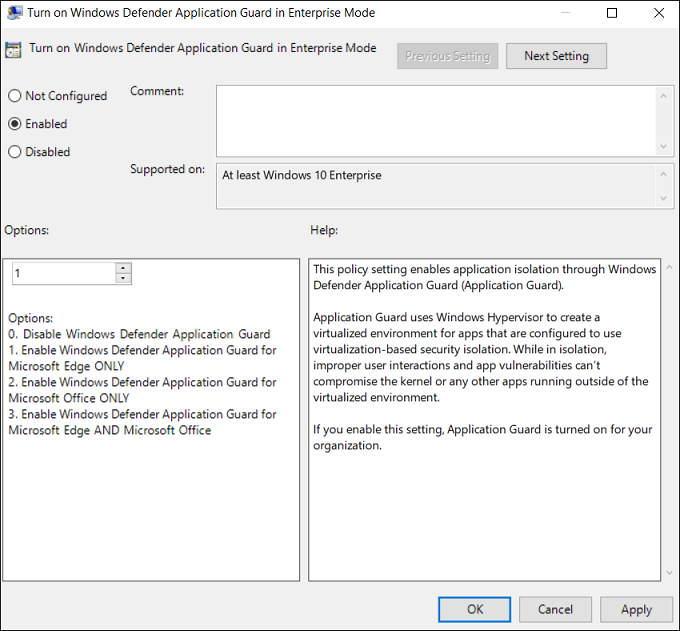 Turn on Windows Defender Application Guard in Enterprise Mode
Turn on Windows Defender Application Guard in Enterprise Mode
Previous Setting
Next Setting
Not Configured
Enabled
Disabled
Comment:
Supported on:
At least Windows 10 Enterprise
Options:
Help:
1
Options:
0. Disable Windows Defender Application Guard
1. Enable Windows Defender Application Guard for
Microsoft Edge ONLY
2. Enable Windows Defender Application Guard for
Microsoft Office ONLY
3. Enable Windows Defender Application Guard for
Microsoft Edge AND Microsoft Office
This policy setting enables application isolation through Windows
Defender Application Guard (Application Guard).
Application Guard uses Windows Hypervisor to create a
virtualized environment for apps that are configured to use
virtualization-based security isolation. While in isolation,
improper user interactions and app vulnerabilities can't
compromise the kernel or any other apps running outside of the
virtualized environment.
If you enable this setting, Application Guard is turned on for your
organization.
OK
Cancel
Apply